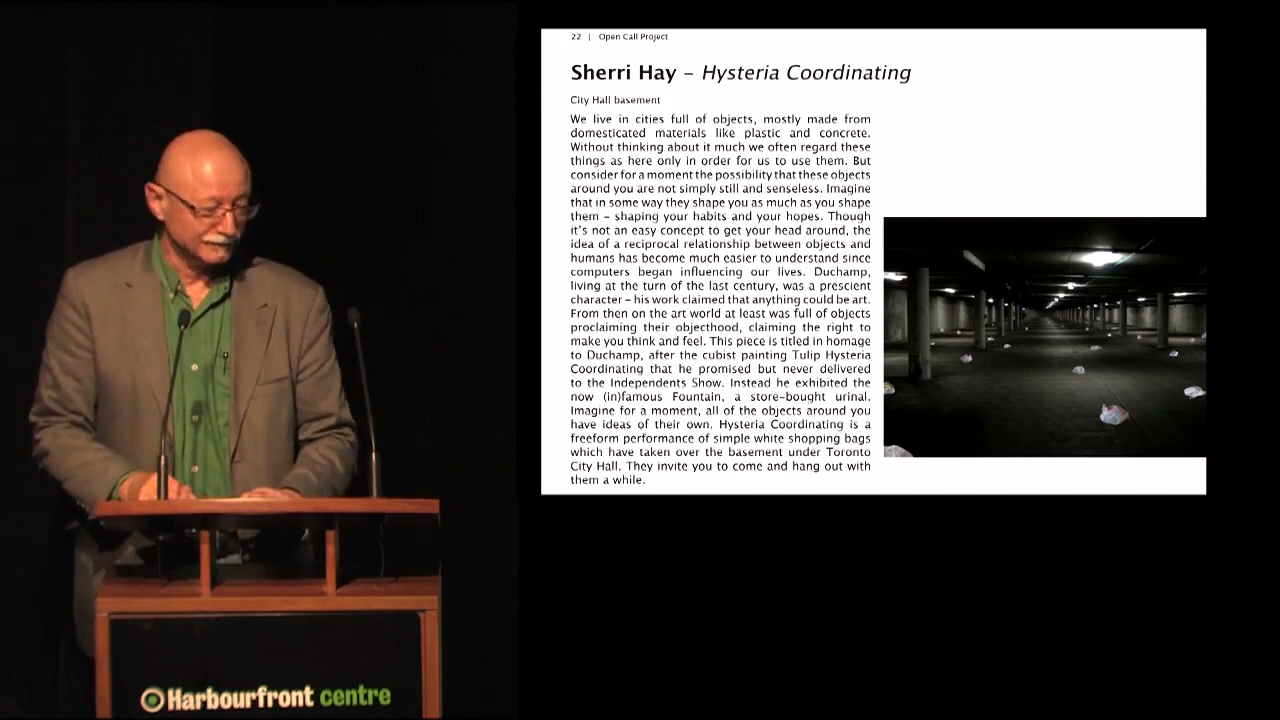 22 | Open Call Project
Sherri Hay – Hysteria Coordinating
City Hall basement
We live in cities full of objects, mostly made from
domesticated materials like plastic and concrete.
Without thinking about it much we often regard these
things as here only in order for us to use them. But
consider for a moment the possibility that these objects
around you are not simply still and senseless. Imagine
that in some way they shape you as much as you shape
them – shaping your habits and your hopes. Though
it's not an easy concept to get your head around, the
idea of a reciprocal relationship between objects and
humans has become much easier to understand since
computers began influencing our lives. Duchamp,
living at the turn of the last century, was a prescient
character – his work claimed that anything could be art.
From then on the art world at least was full of objects
proclaiming their objecthood, claiming the right to
make you think and feel. This piece is titled in homage
to Duchamp, after the cubist painting Tulip Hysteria
Coordinating that he promised but never delivered
to the Independents Show. Instead he exhibited the
now (in)famous Fountain, a store-bought urinal.
Imagine for a moment, all of the objects around you
have ideas of their own. Hysteria Coordinating is a
freeform performance of simple white shopping bags
which have taken over the basement under Toronto
City Hall. They invite you to come and hang out with
them a while.
Harbourfront centre